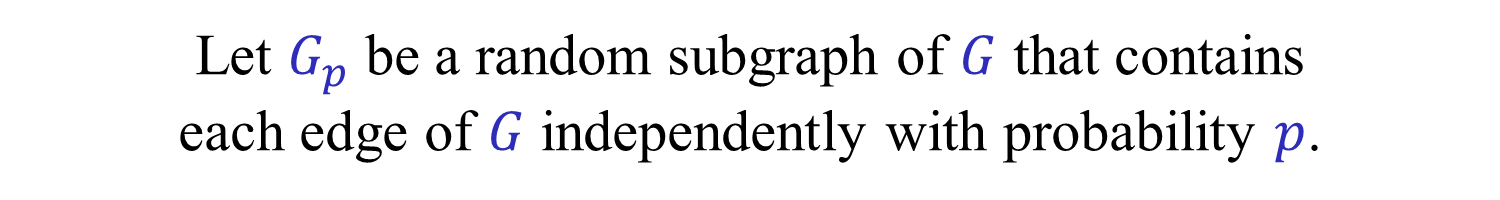 Let Gₚ be a random subgraph of G that contains
each edge of G independently with probability p.